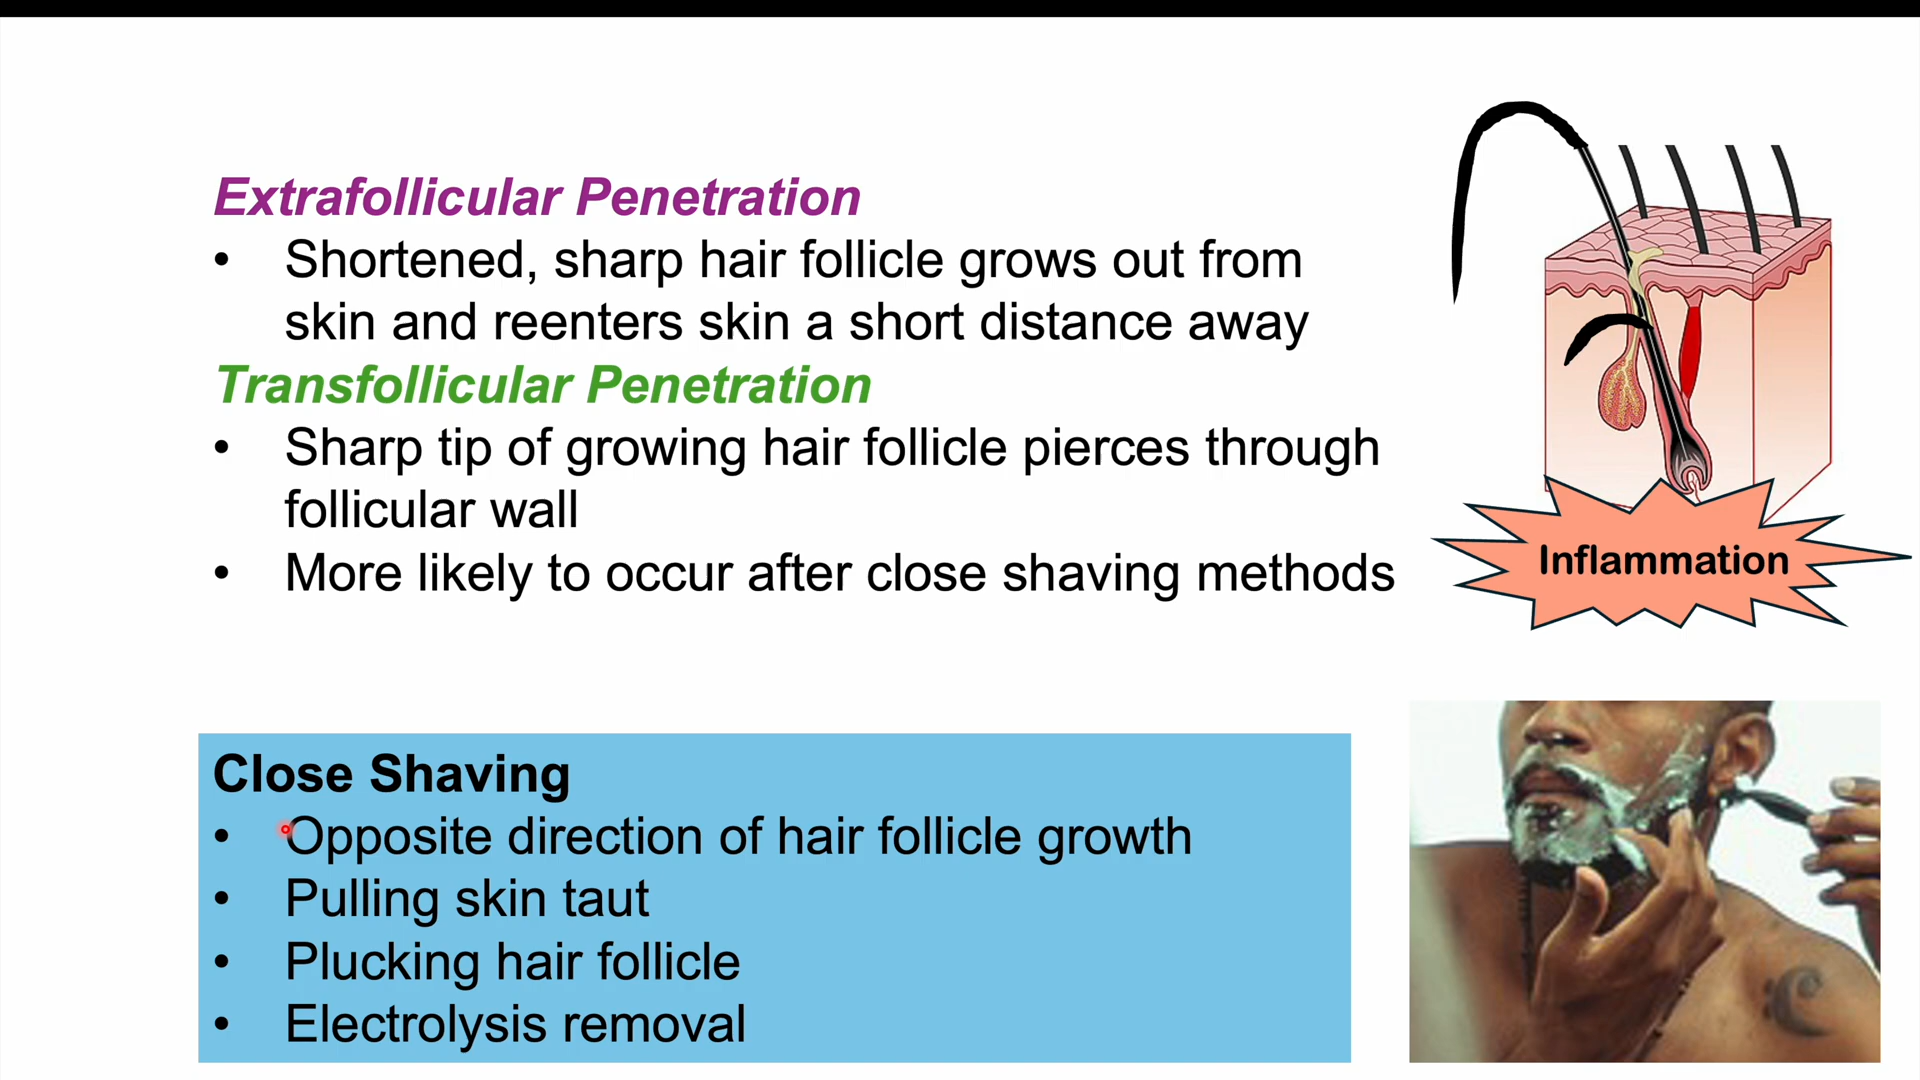 Extrafollicular Penetration
• Shortened, sharp hair follicle grows out from
skin and reenters skin a short distance away
Transfollicular Penetration
• Sharp tip of growing hair follicle pierces through
follicular wall
• More likely to occur after close shaving methods
Inflammation
Close Shaving
• Opposite direction of hair follicle growth
• Pulling skin taut
• Plucking hair follicle
• Electrolysis removal